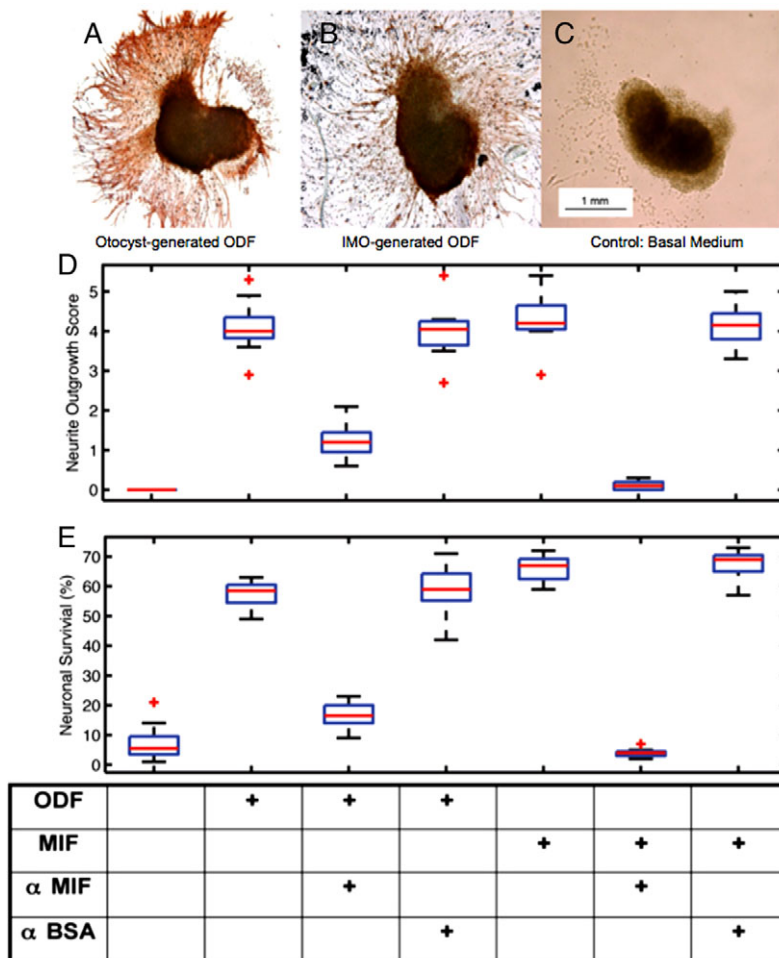 A B C
1 mm
Otocyst-generated ODF IMO-generated ODF Control: Basal Medium
D
Neurite Outgrowth Score
5
4
3
2
1
0
E
Neuronal Survivial (%)
70
60
50
40
30
20
10
0
ODF + + +
MIF + + +
α MIF + +
α BSA + +